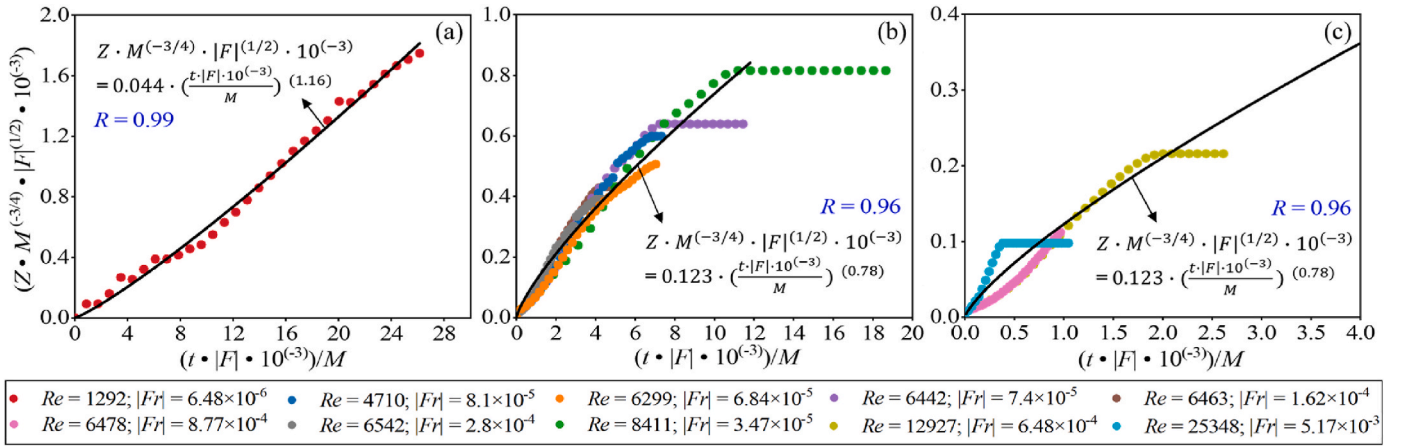 (Z • M^(-3/4) • |F|^(1/2) • 10^(-3))
2.0
1.6
1.2
0.8
0.4
0.0
0
4
8
12
16
20
24
28
(t • |F| • 10^(-3))/M
(a)
Z · M^(−3/4) · |F|^(1/2) · 10^(−3)
= 0.044 · (t·|F|·10^(−3)/M)^(1.16)
R = 0.99
1.0
0.8
0.6
0.4
0.2
0.0
0
4
6
8
10
12
14
16
18
20
(t • |F| • 10^(-3))/M
(b)
R = 0.96
Z · M^(−3/4) · |F|^(1/2) · 10^(−3)
= 0.123 · (t·|F|·10^(−3)/M)^(0.78)
0.4
0.3
0.2
0.1
0.0
0.0
0.5
1.0
1.5
2.0
2.5
3.0
3.5
4.0
(t • |F| • 10^(-3))/M
(c)
R = 0.96
Z · M^(−3/4) · |F|^(1/2) · 10^(−3)
= 0.123 · (t·|F|·10^(−3)/M)^(0.78)
Re = 1292; |Fr| = 6.48×10^-6
Re = 4710; |Fr| = 8.1×10^-5
Re = 6299; |Fr| = 6.84×10^-5
Re = 6442; |Fr| = 7.4×10^-5
Re = 6463; |Fr| = 1.62×10^-4
Re = 6478; |Fr| = 8.77×10^-4
Re = 6542; |Fr| = 2.8×10^-4
Re = 8411; |Fr| = 3.47×10^-5
Re = 12927; |Fr| = 6.48×10^-4
Re = 25348; |Fr| = 5.17×10^-3